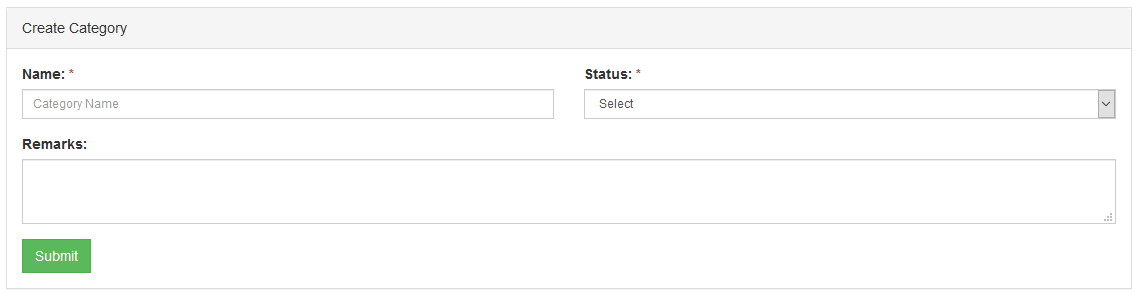 Create Category
Name: *
Status: *
Category Name
Select
Remarks:
Submit